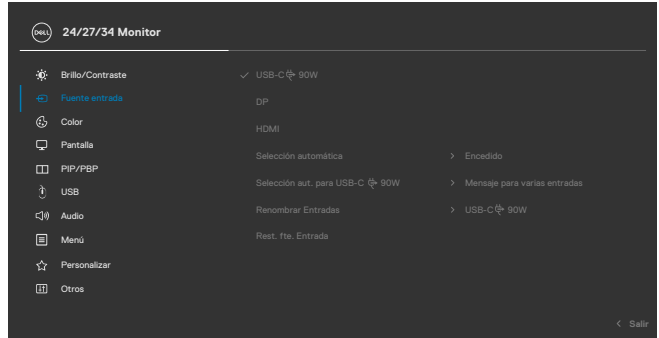 DELL 24/27/34 Monitor
Brillo/Contraste ✓ USB-C 90W
Fuente entrada DP
Color HDMI
Pantalla Selección automática > Encedido
PIP/PBP Selección aut. para USB-C 90W > Mensaje para varias entradas
USB Renombrar Entradas > USB-C 90W
Audio Rest. fte. Entrada
Menú
Personalizar
Otros
< Salir